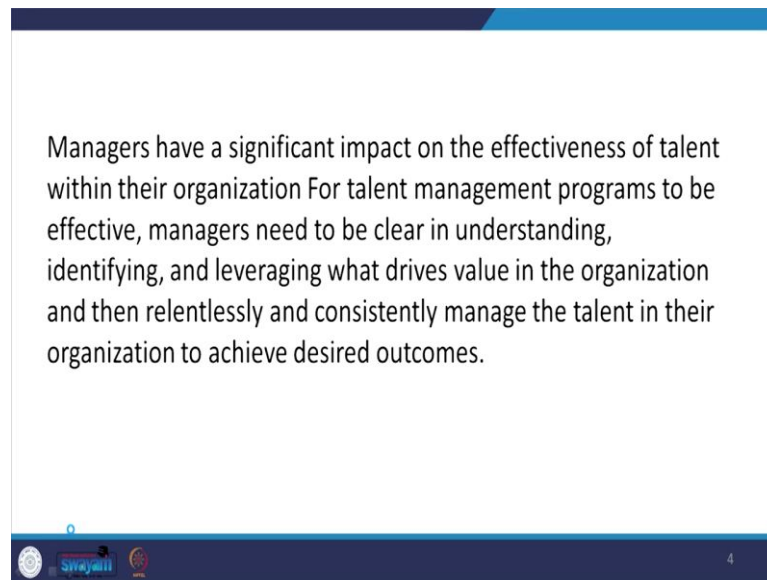 Managers have a significant impact on the effectiveness of talent
within their organization For talent management programs to be
effective, managers need to be clear in understanding,
identifying, and leveraging what drives value in the organization
and then relentlessly and consistently manage the talent in their
organization to achieve desired outcomes.
swayam
4